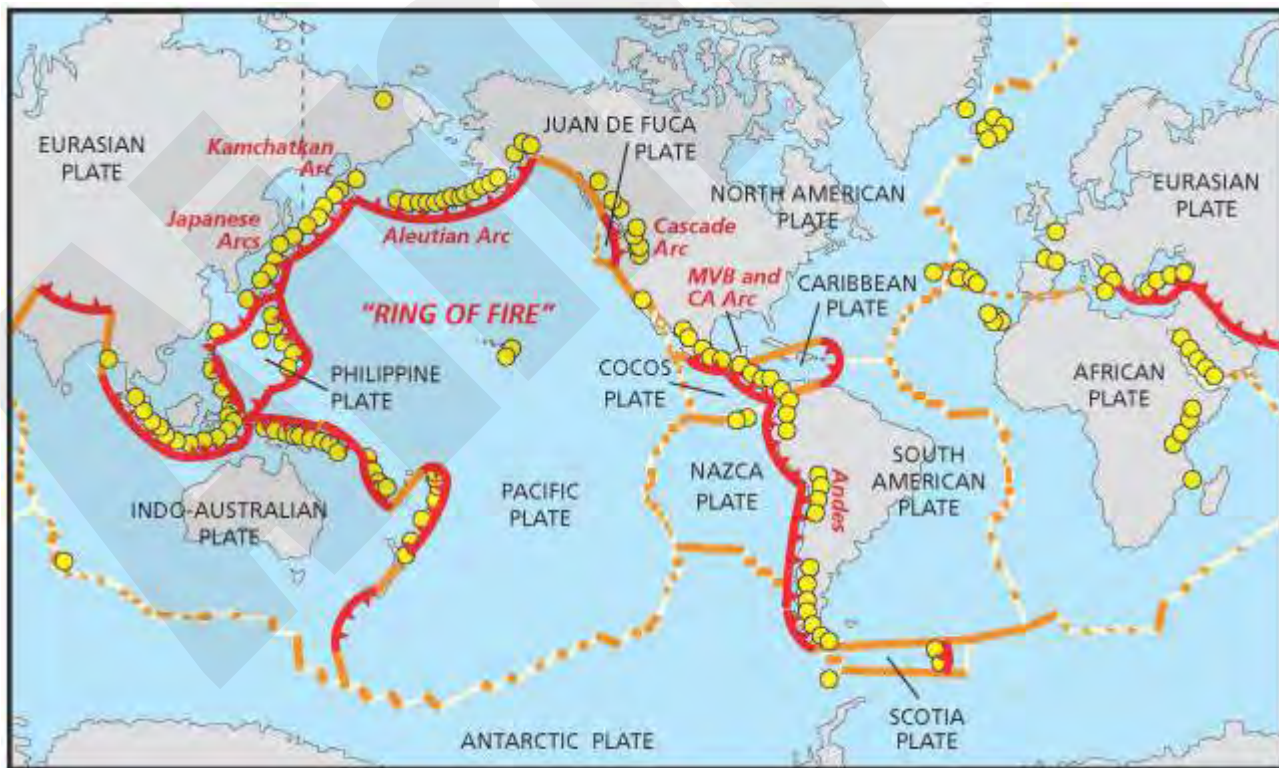 EURASIAN
PLATE
Kamchatkan
Arc
Japanese
Arcs
Aleutian Arc
JUAN DE FUCA
PLATE
NORTH AMERICAN
PLATE
EURASIAN
PLATE
Cascade
Arc
MVB and
CA Arc
CARIBBEAN
PLATE
"RING OF FIRE"
PHILIPPINE
PLATE
COCOS
PLATE
AFRICAN
PLATE
INDO-AUSTRALIAN
PLATE
PACIFIC
PLATE
NAZCA
PLATE
Andes
SOUTH
AMERICAN
PLATE
SCOTIA
PLATE
ANTARCTIC PLATE